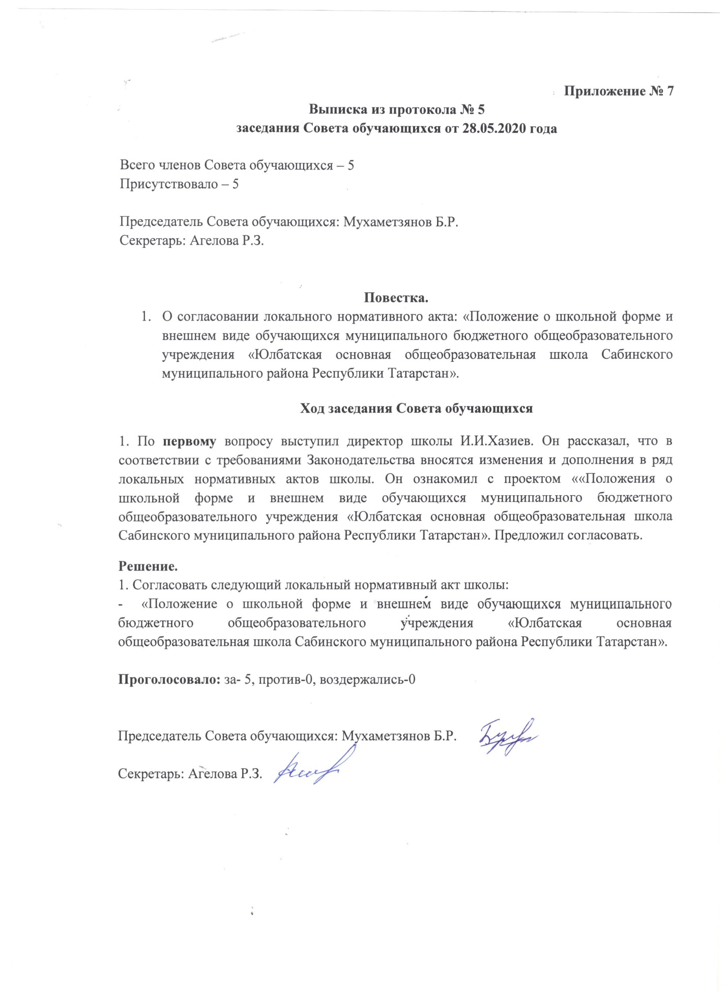 Приложение № 7
Выписка из протокола № 5
заседания Совета обучающихся от 28.05.2020 года
Всего членов Совета обучающихся – 5
Присутствовало – 5
Председатель Совета обучающихся: Мухаметзянов Б.Р.
Секретарь: Агелова Р.З.
Повестка.
1. О согласовании локального нормативного акта: «Положение о школьной форме и
внешнем виде обучающихся муниципального бюджетного общеобразовательного
учреждения «Юлбатская основная общеобразовательная школа Сабинского
муниципального района Республики Татарстан».
Ход заседания Совета обучающихся
1. По первому вопросу выступил директор школы И.И.Хазиев. Он рассказал, что в
соответствии с требованиями Законодательства вносятся изменения и дополнения в ряд
локальных нормативных актов школы. Он ознакомил с проектом ««Положения о
школьной форме и внешнем виде обучающихся муниципального бюджетного
общеобразовательного учреждения «Юлбатская основная общеобразовательная школа
Сабинского муниципального района Республики Татарстан». Предложил согласовать.
Решение.
1. Согласовать следующий локальный нормативный акт школы:
- «Положение о школьной форме и внешнем виде обучающихся муниципального
бюджетного общеобразовательного учреждения «Юлбатская основная
общеобразовательная школа Сабинского муниципального района Республики Татарстан».
Проголосовало: за- 5, против-0, воздержались-0
Председатель Совета обучающихся: Мухаметзянов Б.Р.
Секретарь: Агелова Р.З.